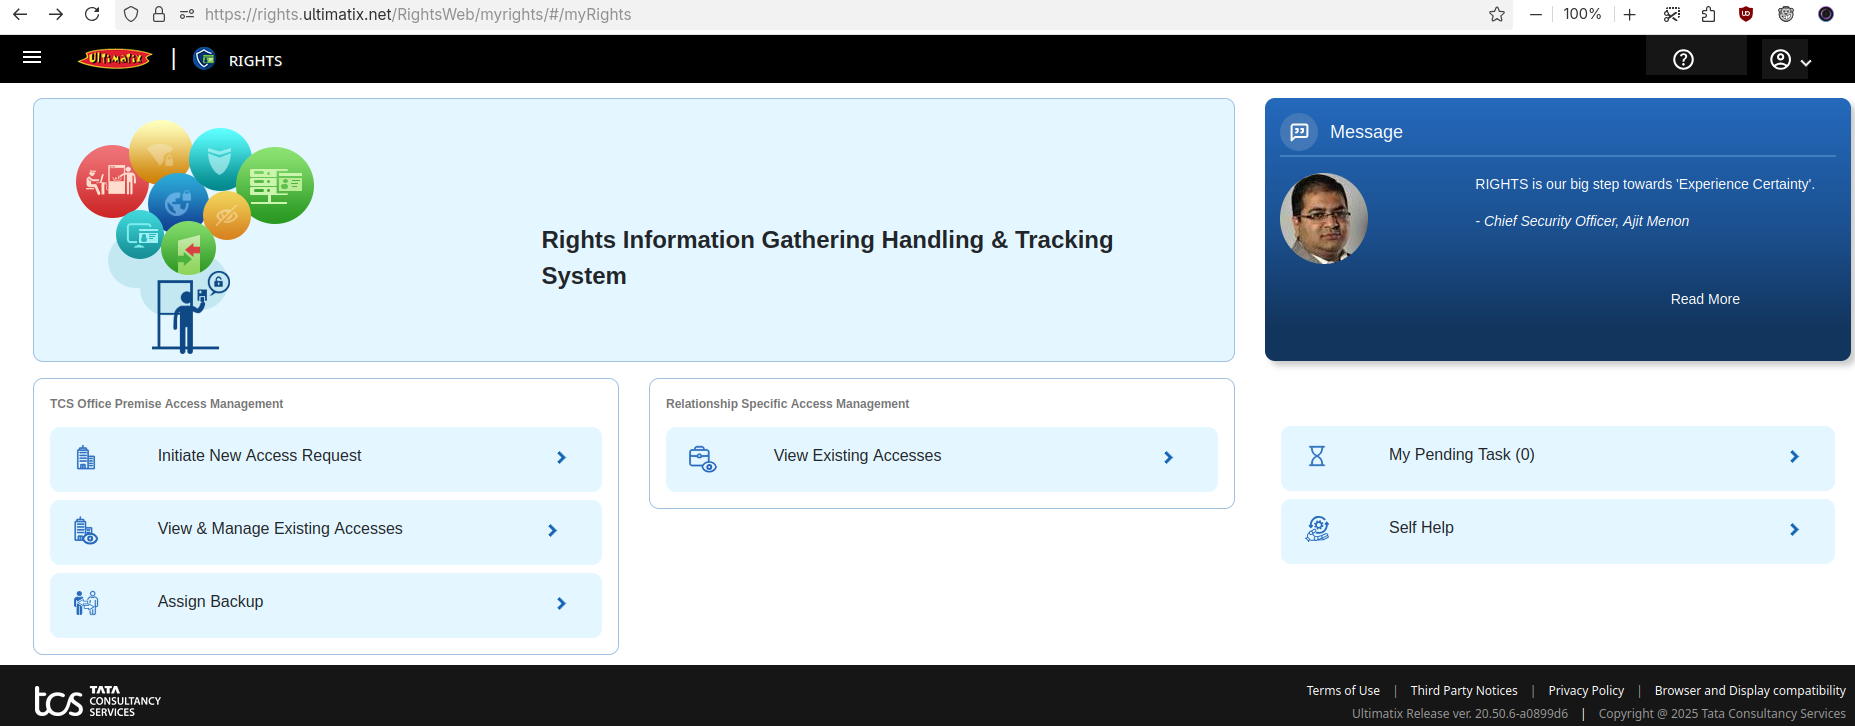 https://rights.ultimatix.net/RightsWeb/myrights/#/myRights
100%
UltimatiX
RIGHTS
Rights Information Gathering Handling & Tracking
System
Message
RIGHTS is our big step towards 'Experience Certainty'.
- Chief Security Officer, Ajit Menon
Read More
TCS Office Premise Access Management
Initiate New Access Request
View & Manage Existing Accesses
Assign Backup
Relationship Specific Access Management
View Existing Accesses
My Pending Task (0)
Self Help
tcs TATA
CONSULTANCY
SERVICES
Terms of Use | Third Party Notices | Privacy Policy | Browser and Display compatibility
Ultimatix Release ver. 20.50.6-a0899d6 | Copyright @ 2025 Tata Consultancy Services